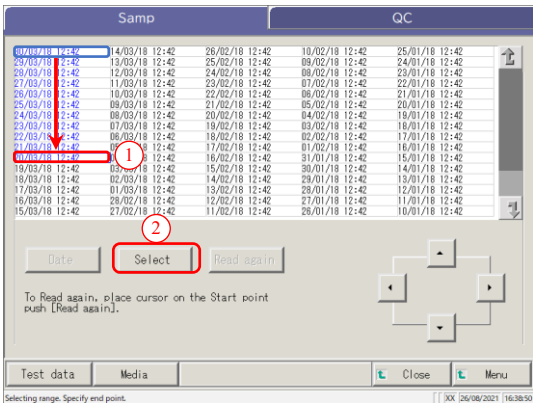 Samp QC
30/03/18 12:42 14/03/18 12:42 26/02/18 12:42 10/02/18 12:42 25/01/18 12:42
29/03/18 12:42 13/03/18 12:42 25/02/18 12:42 09/02/18 12:42 24/01/18 12:42
28/03/18 12:42 12/03/18 12:42 24/02/18 12:42 08/02/18 12:42 23/01/18 12:42
27/03/18 12:42 11/03/18 12:42 23/02/18 12:42 07/02/18 12:42 22/01/18 12:42
26/03/18 12:42 10/03/18 12:42 22/02/18 12:42 06/02/18 12:42 21/01/18 12:42
25/03/18 12:42 09/03/18 12:42 21/02/18 12:42 05/02/18 12:42 20/01/18 12:42
24/03/18 12:42 08/03/18 12:42 20/02/18 12:42 04/02/18 12:42 19/01/18 12:42
23/03/18 12:42 07/03/18 12:42 19/02/18 12:42 03/02/18 12:42 18/01/18 12:42
22/03/18 12:42 06/03/18 12:42 18/02/18 12:42 02/02/18 12:42 17/01/18 12:42
21/03/18 12:42 12:42 17/02/18 12:42 01/02/18 12:42 16/01/18 12:42
20/03/18 12:42 1 12:42 16/02/18 12:42 31/01/18 12:42 15/01/18 12:42
19/03/18 12:42 03/03/18 12:42 15/02/18 12:42 30/01/18 12:42 14/01/18 12:42
18/03/18 12:42 02/03/18 12:42 14/02/18 12:42 29/01/18 12:42 13/01/18 12:42
17/03/18 12:42 01/03/18 12:42 13/02/18 12:42 28/01/18 12:42 12/01/18 12:42
16/03/18 12:42 28/02/18 12:42 12/02/18 12:42 27/01/18 12:42 11/01/18 12:42
15/03/18 12:42 27/02/18 12:42 11/02/18 12:42 26/01/18 12:42 10/01/18 12:42
2
Date Select Read again
To Read again, place cursor on the Start point
push [Read again].
Test data Media Close Menu
Selecting range. Specify end point. XX 26/08/2021 16:38:50